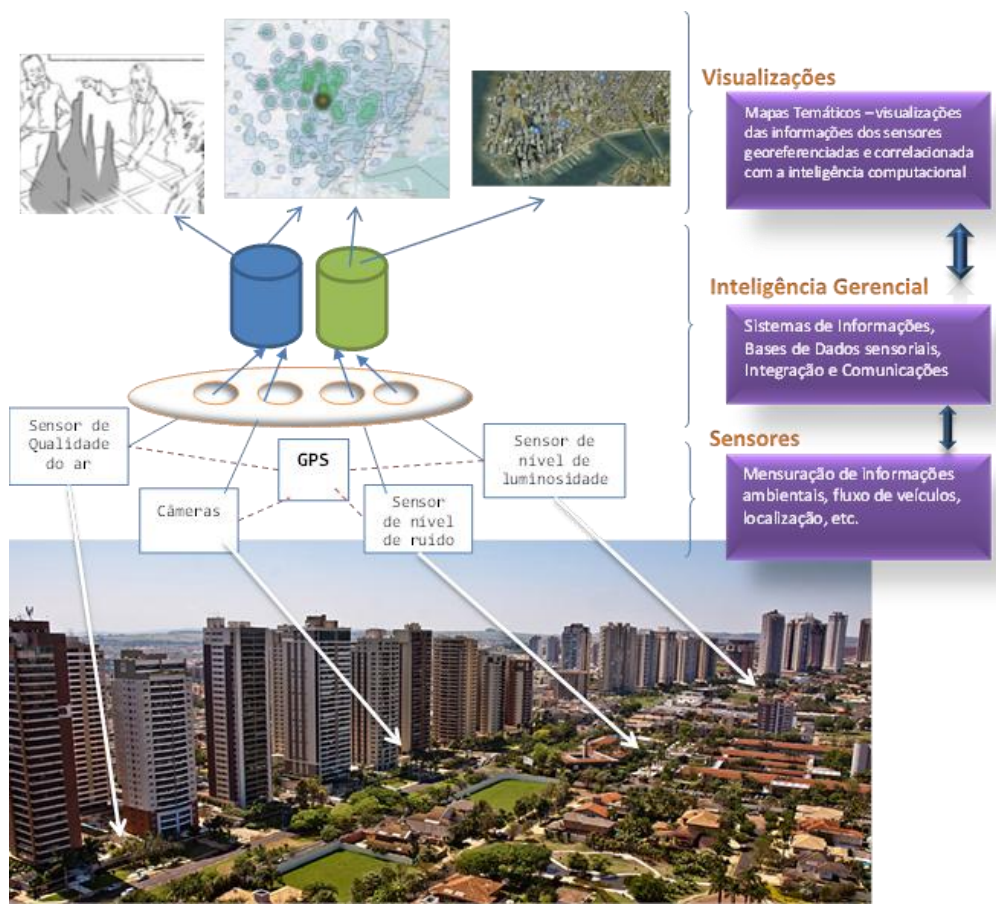 Visualizações
Mapas Temáticos – visualizações
das informações dos sensores
georeferenciadas e correlacionada
com a inteligência computacional
Inteligência Gerencial
Sistemas de Informações,
Bases de Dados sensoriais,
Integração e Comunicações
Sensor de
Qualidade
do ar
GPS
Câmeras
Sensor
de nível
de ruído
Sensor de
nível de
luminosidade
Sensores
Mensuração de informações
ambientais, fluxo de veículos,
localização, etc.